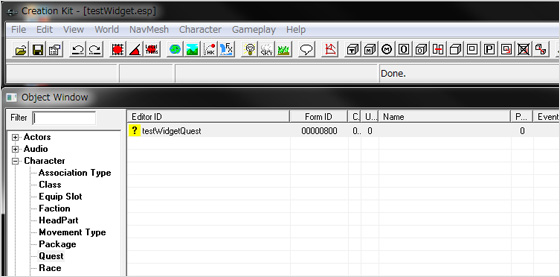 Creation Kit - [testWidget.esp]
File Edit View World NavMesh Character Gameplay Help
Done.
Object Window
Filter
Editor ID Form ID C.. U... Name P... Event
Actors
? testWidgetQuest 00000800 0.. 0 0
Audio
Character
Association Type
Class
Equip Slot
Faction
HeadPart
Movement Type
Package
Quest
Race